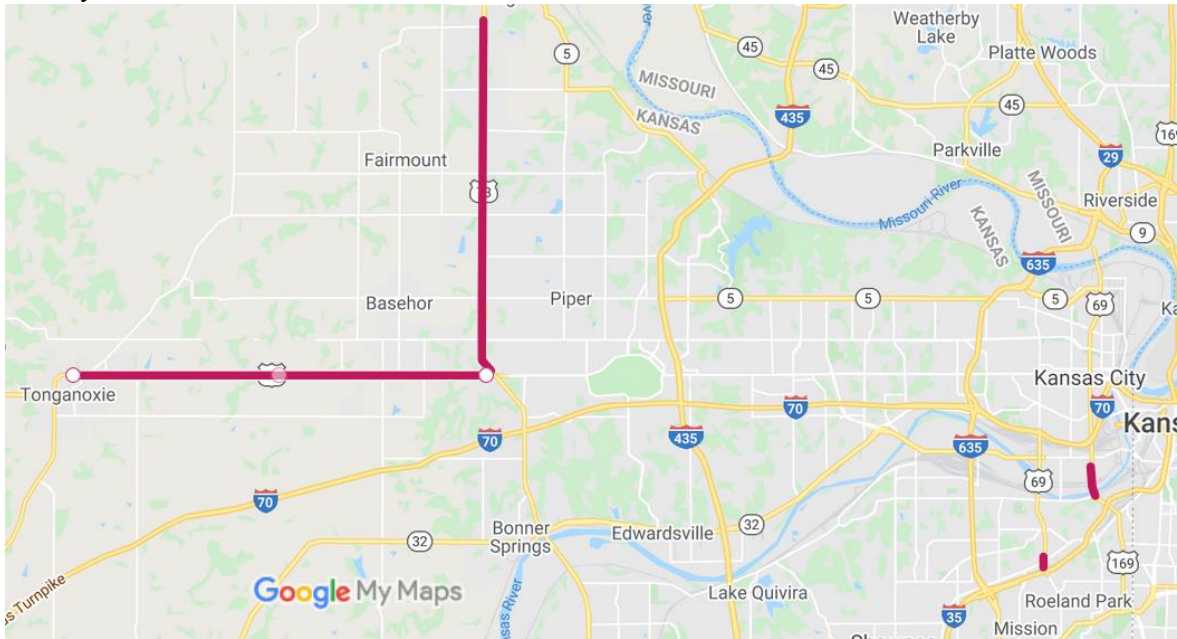 Weatherby
Lake
Platte Woods
5
45
45
MISSOURI
KANSAS
435
45
169
Parkville
29
Fairmount
73
Missouri River
MISSOURI
KANSAS
Riverside
9
635
Basehor
Piper
5
5
5
69
Tonganoxie
Kansas City
70
70
435
70
635
69
70
32
Bonner
Springs
Edwardsville
32
169
Google My Maps
Lake Quivira
Roeland Park
35
Mission